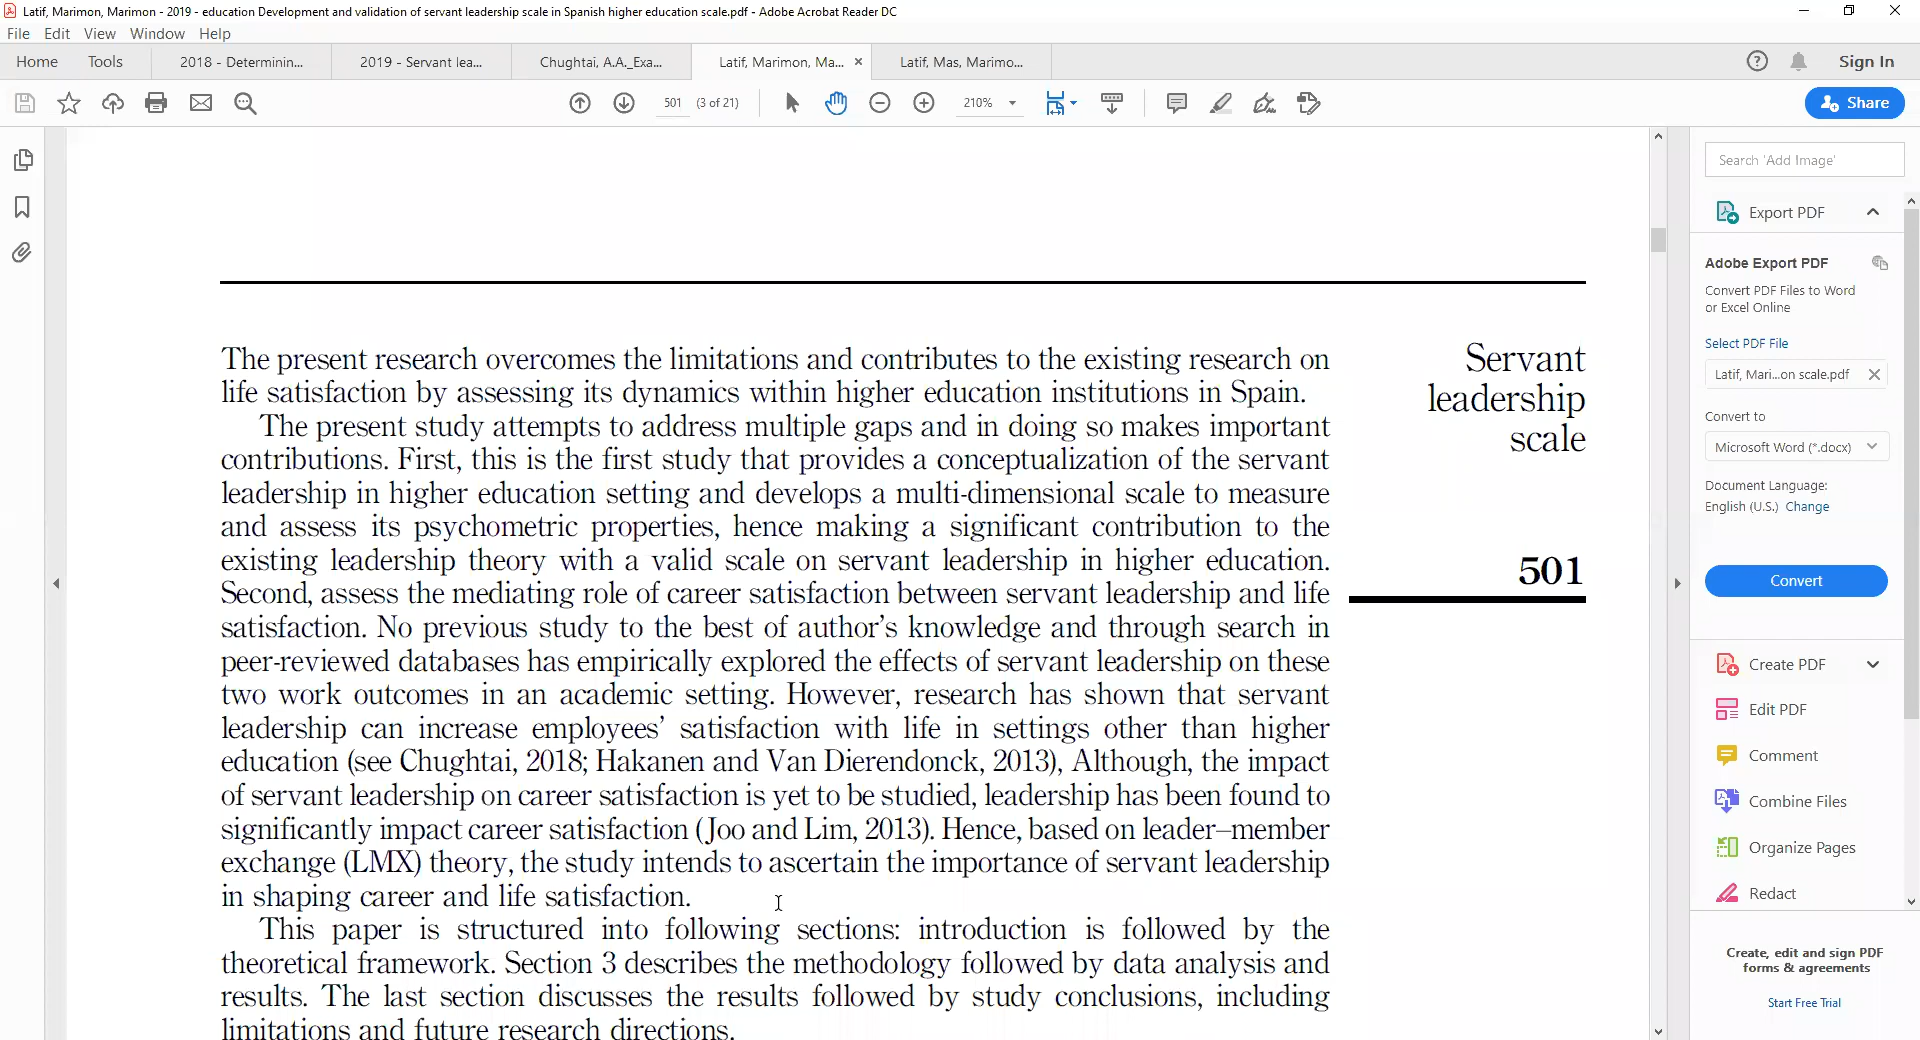 Latif, Marimon, Marimon - 2019 - education Development and validation of servant leadership scale in Spanish higher education scale.pdf - Adobe Acrobat Reader DC
File Edit View Window Help
Home Tools 2018 - Determinin... 2019 - Servant lea... Chughtai, A.A._Exa... Latif, Marimon, Ma... × Latif, Mas, Marimo... Sign In
501 (3 of 21) 210% Share
Search 'Add Image'
Export PDF
Adobe Export PDF
Convert PDF Files to Word
or Excel Online
Select PDF File
Latif, Mari...on scale.pdf
Convert to
Microsoft Word (*.docx)
Document Language:
English (U.S.) Change
Convert
Create PDF
Edit PDF
Comment
Combine Files
Organize Pages
Redact
Create, edit and sign PDF
forms & agreements
Start Free Trial
The present research overcomes the limitations and contributes to the existing research on
life satisfaction by assessing its dynamics within higher education institutions in Spain.
The present study attempts to address multiple gaps and in doing so makes important
contributions. First, this is the first study that provides a conceptualization of the servant
leadership in higher education setting and develops a multi-dimensional scale to measure
and assess its psychometric properties, hence making a significant contribution to the
existing leadership theory with a valid scale on servant leadership in higher education.
Second, assess the mediating role of career satisfaction between servant leadership and life
satisfaction. No previous study to the best of author's knowledge and through search in
peer-reviewed databases has empirically explored the effects of servant leadership on these
two work outcomes in an academic setting. However, research has shown that servant
leadership can increase employees' satisfaction with life in settings other than higher
education (see Chughtai, 2018; Hakanen and Van Dierendonck, 2013), Although, the impact
of servant leadership on career satisfaction is yet to be studied, leadership has been found to
significantly impact career satisfaction (Joo and Lim, 2013). Hence, based on leader–member
exchange (LMX) theory, the study intends to ascertain the importance of servant leadership
in shaping career and life satisfaction.
This paper is structured into following sections: introduction is followed by the
theoretical framework. Section 3 describes the methodology followed by data analysis and
results. The last section discusses the results followed by study conclusions, including
limitations and future research directions.
Servant
leadership
scale
501